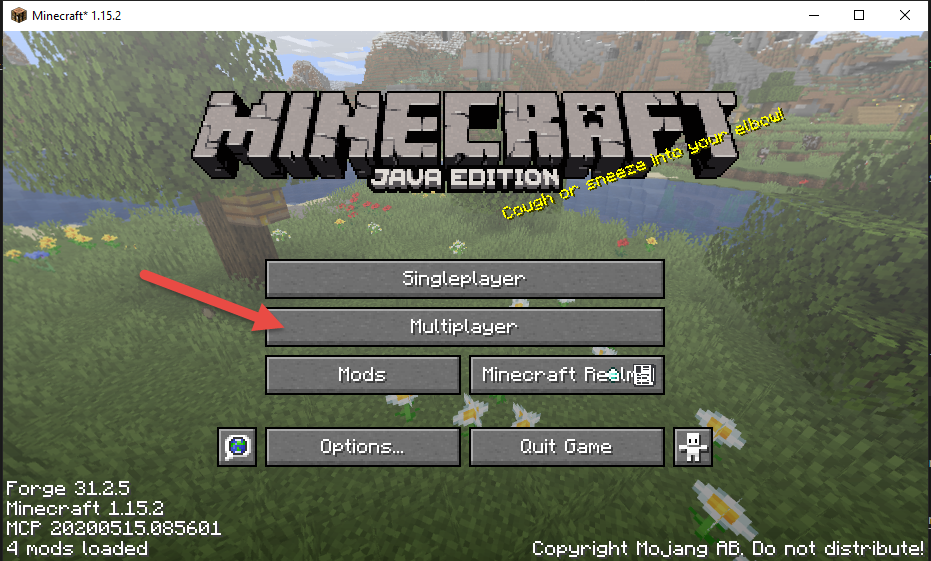 Minecraft* 1.15.2
MINECRAFT
JAVA EDITION
Cough or sneeze into your elbow!
Singleplayer
Multiplayer
Mods
Minecraft Realm
Options...
Quit Game
Forge 31.2.5
Minecraft 1.15.2
MCP 20200515.085601
4 mods loaded
Copyright Mojang AB. Do not distribute!